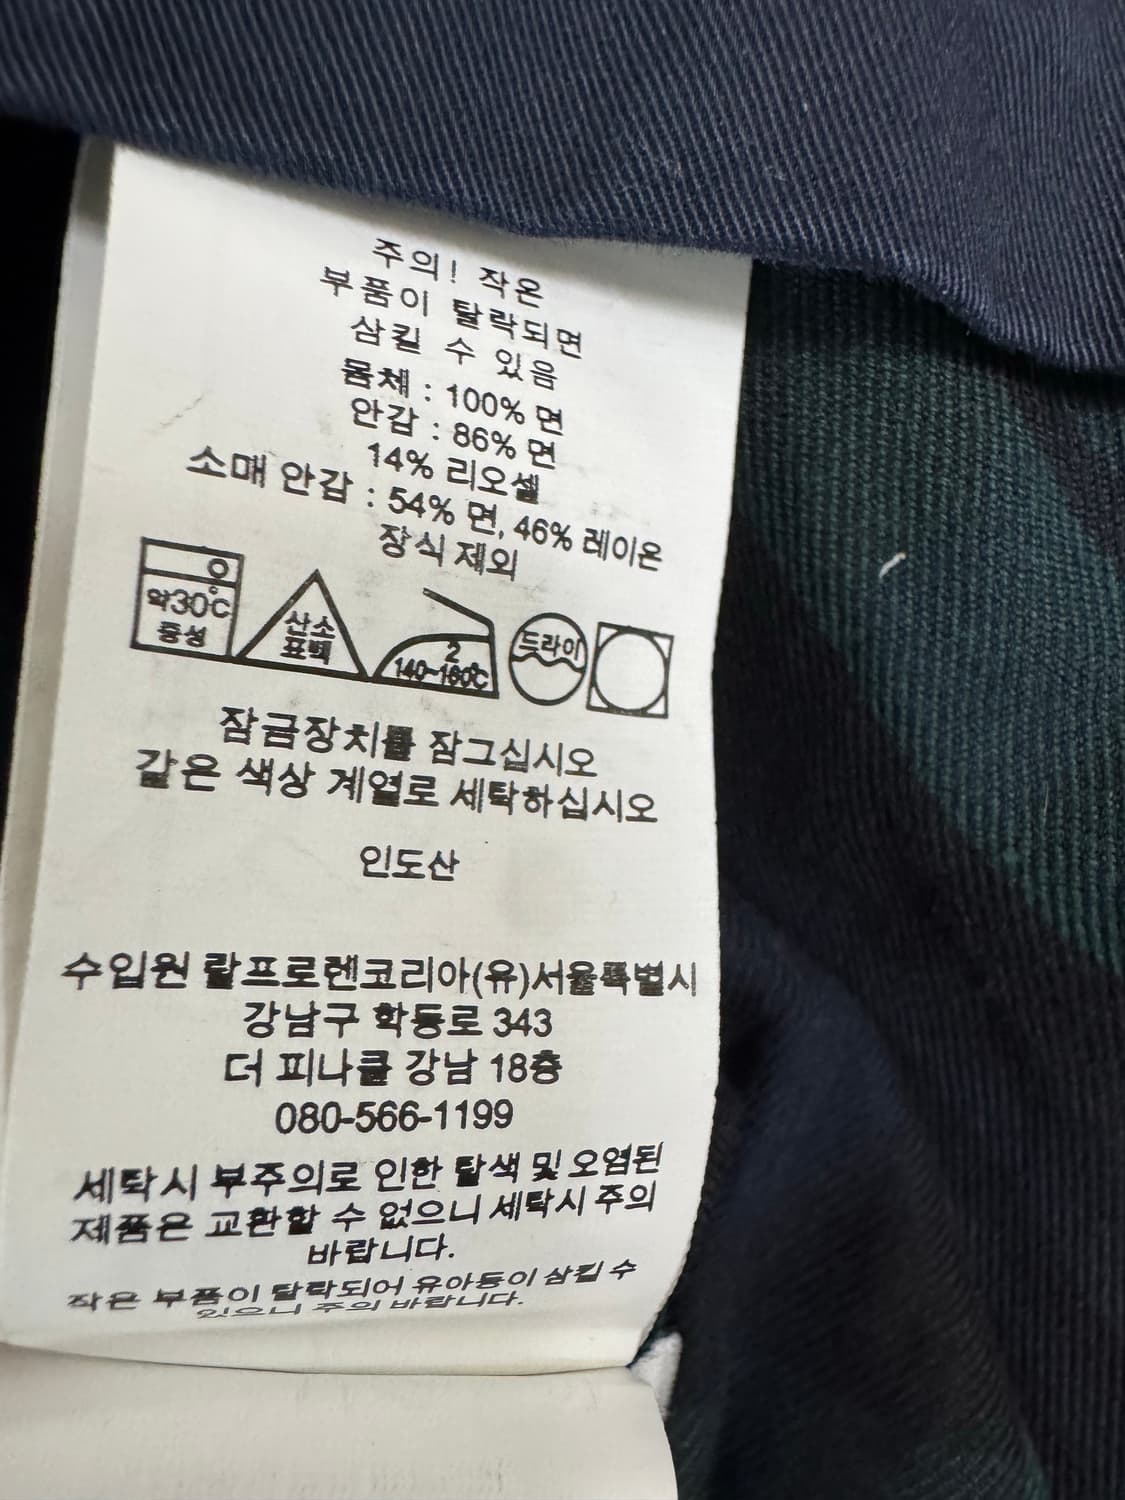 주의! 작은
부품이 탈락되면
삼킬 수 있음
몸체 : 100% 면
안감 : 86% 면
14% 리오셀
소매 안감 : 54% 면, 46% 레이온
장식 제외
약30℃
중성
산소
표백
2
140~160℃
드라이
잠금장치를 잠그십시오
같은 색상 계열로 세탁하십시오
인도산
수입원 랄프로렌코리아(유)서울특별시
강남구 학동로 343
더 피나클 강남 18층
080-566-1199
세탁시 부주의로 인한 탈색 및 오염된
제품은 교환할 수 없으니 세탁시 주의
바랍니다.
작은 부품이 탈락되어 유아등이 삼킬 수
있으니 주의 바랍니다.